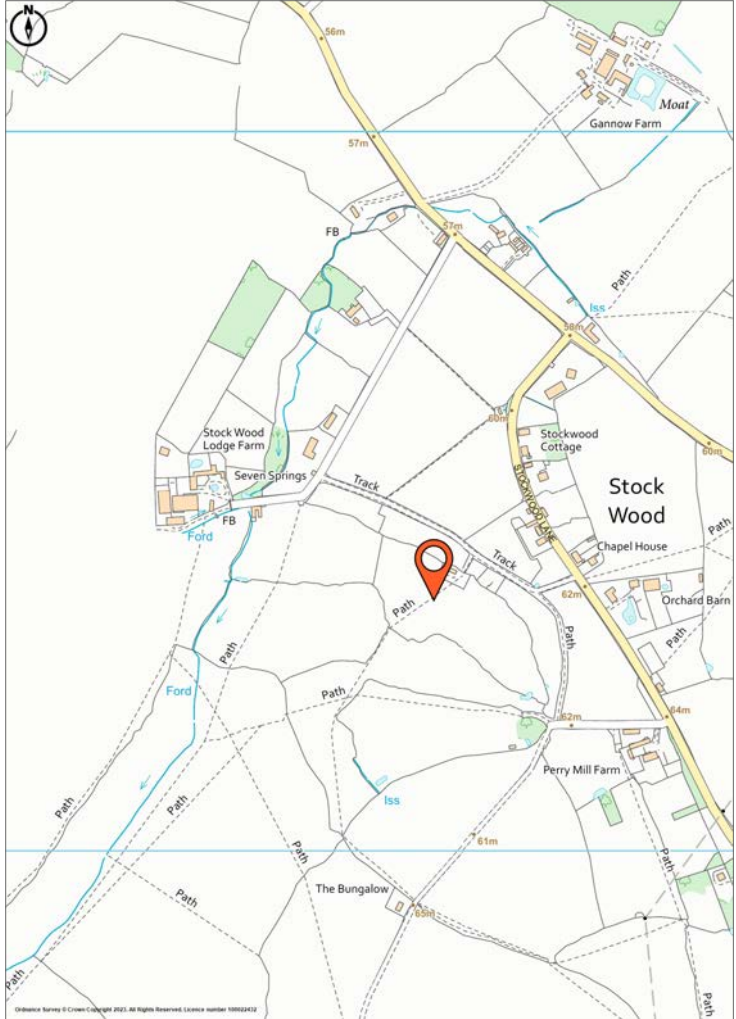 N
56m
Moat
Gannow Farm
57m
FB
57m
Path
Iss
58m
60m
Stock Wood
Lodge Farm
Stockwood
Cottage
60m
Seven Springs
Track
STOCKWOOD LANE
Stock
Wood
Path
FB
Ford
Track
Chapel House
62m
Orchard Barn
Path
Path
Path
Path
Ford
Path
62m
64m
Perry Mill Farm
Iss
Path
Path
Path
61m
Path
Path
The Bungalow
65m
Path
Path
Path
Ordnance Survey © Crown Copyright 2023. All Rights Reserved. Licence number 100022432